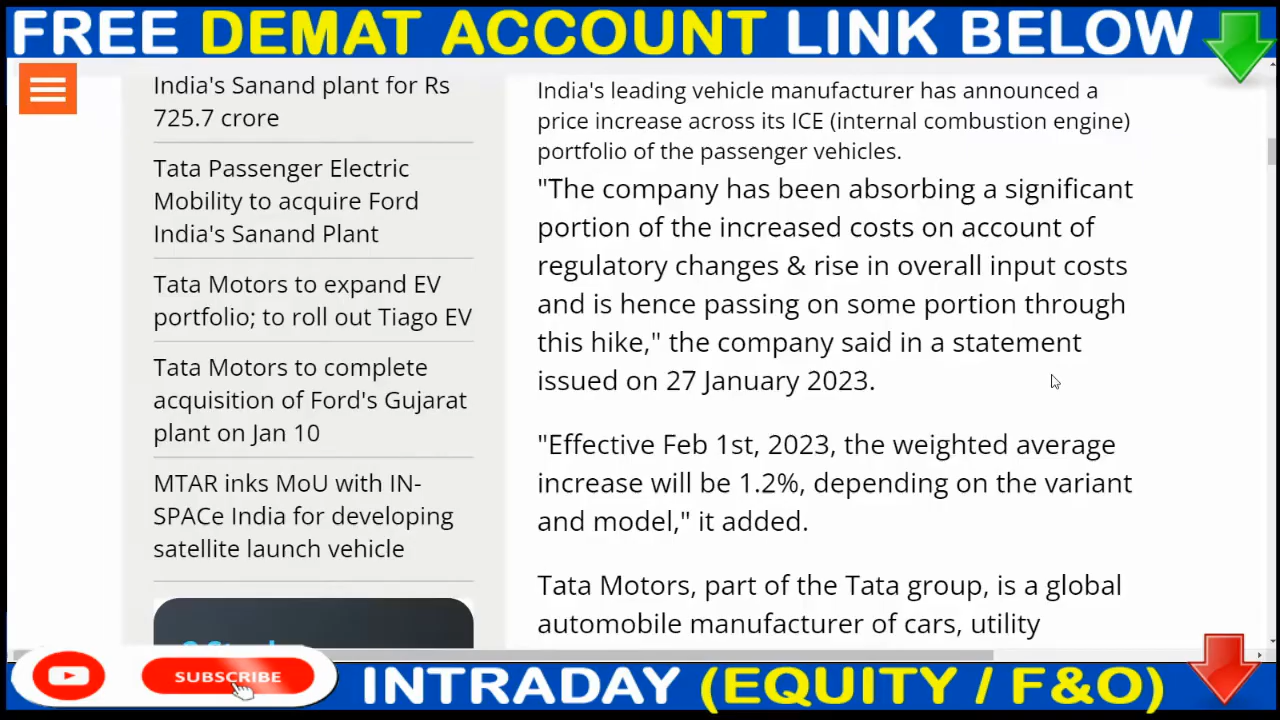 FREE DEMAT ACCOUNT LINK BELOW
India's Sanand plant for Rs
725.7 crore
Tata Passenger Electric
Mobility to acquire Ford
India's Sanand Plant
Tata Motors to expand EV
portfolio; to roll out Tiago EV
Tata Motors to complete
acquisition of Ford's Gujarat
plant on Jan 10
MTAR inks MoU with IN-
SPACe India for developing
satellite launch vehicle
India's leading vehicle manufacturer has announced a
price increase across its ICE (internal combustion engine)
portfolio of the passenger vehicles.
"The company has been absorbing a significant
portion of the increased costs on account of
regulatory changes & rise in overall input costs
and is hence passing on some portion through
this hike," the company said in a statement
issued on 27 January 2023.
"Effective Feb 1st, 2023, the weighted average
increase will be 1.2%, depending on the variant
and model," it added.
Tata Motors, part of the Tata group, is a global
automobile manufacturer of cars, utility
SUBSCRIBE
INTRADAY (EQUITY / F&O)